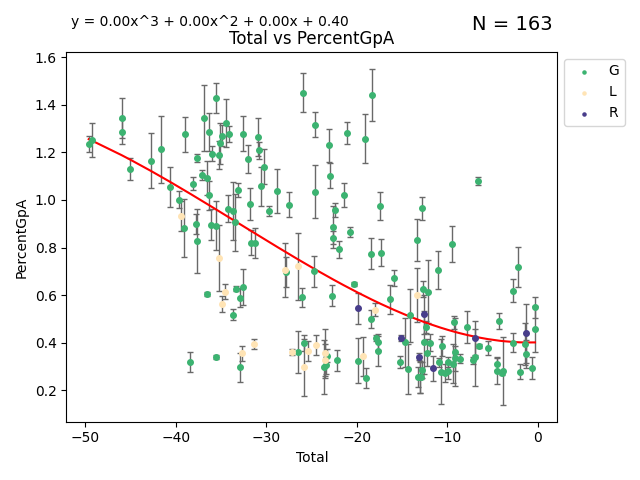 y = 0.00x^3 + 0.00x^2 + 0.00x + 0.40
N = 163
Total vs PercentGpA
1.6
1.4
1.2
1.0
0.8
0.6
0.4
0.2
PercentGpA
−50
−40
−30
−20
−10
0
Total
G
L
R